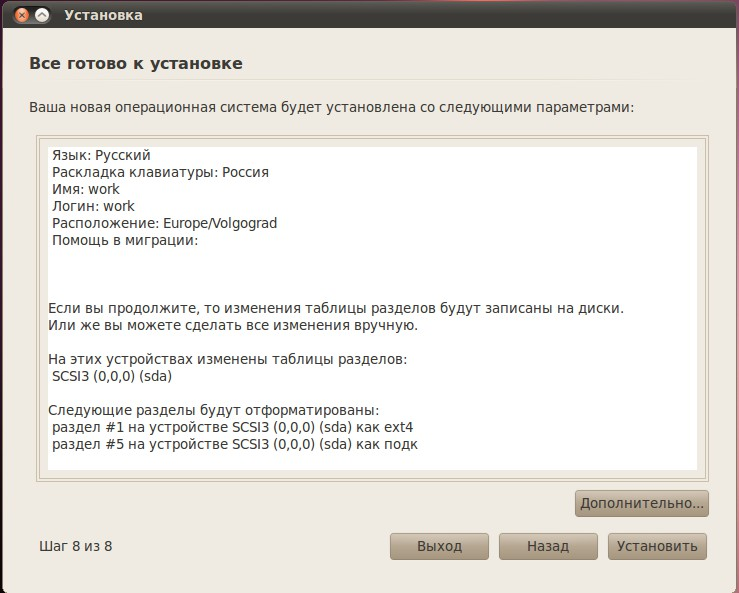 Установка
Все готово к установке
Ваша новая операционная система будет установлена со следующими параметрами:
Язык: Русский
Раскладка клавиатуры: Россия
Имя: work
Логин: work
Расположение: Europe/Volgograd
Помощь в миграции:
Если вы продолжите, то изменения таблицы разделов будут записаны на диски.
Или же вы можете сделать все изменения вручную.
На этих устройствах изменены таблицы разделов:
SCSI3 (0,0,0) (sda)
Следующие разделы будут отформатированы:
раздел #1 на устройстве SCSI3 (0,0,0) (sda) как ext4
раздел #5 на устройстве SCSI3 (0,0,0) (sda) как подк
Дополнительно...
Шаг 8 из 8
Выход
Назад
Установить